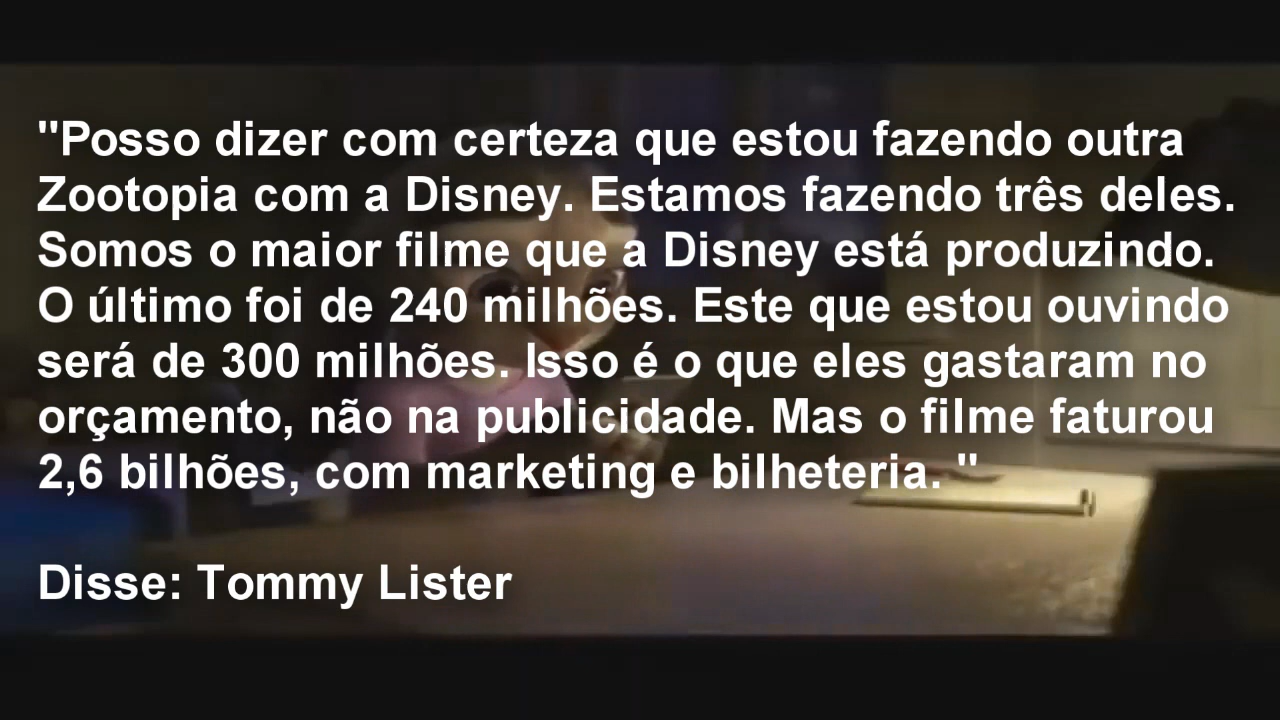 "Posso dizer com certeza que estou fazendo outra
Zootopia com a Disney. Estamos fazendo três deles.
Somos o maior filme que a Disney está produzindo.
O último foi de 240 milhões. Este que estou ouvindo
será de 300 milhões. Isso é o que eles gastaram no
orçamento, não na publicidade. Mas o filme faturou
2,6 bilhões, com marketing e bilheteria. "
Disse: Tommy Lister